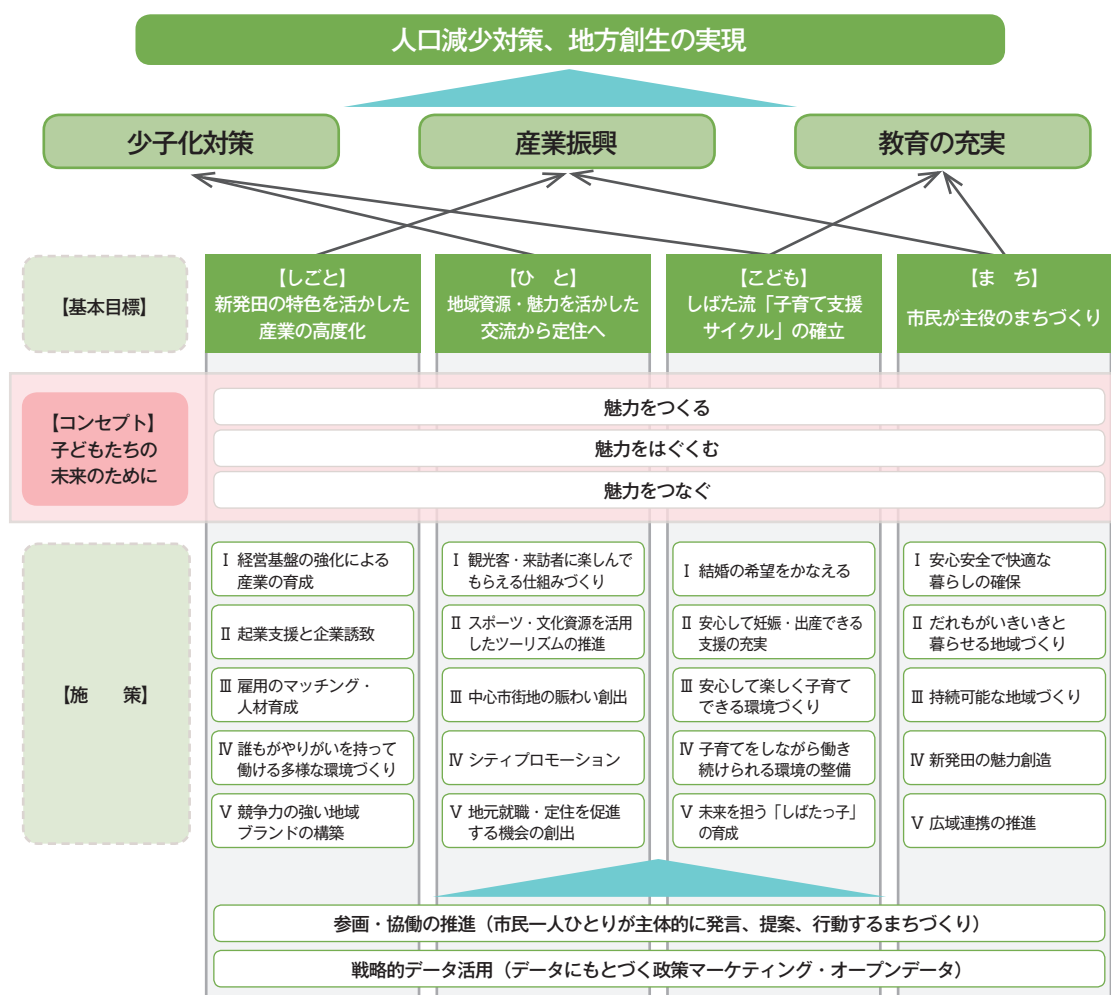 人口減少対策、地方創生の実現
少子化対策
産業振興
教育の充実
【基本目標】
【しごと】
新発田の特色を活かした
産業の高度化
【ひ　と】
地域資源・魅力を活かした
交流から定住へ
【こども】
しばた流「子育て支援
サイクル」の確立
【ま　ち】
市民が主役のまちづくり
【コンセプト】
子どもたちの
未来のために
魅力をつくる
魅力をはぐくむ
魅力をつなぐ
【施　　策】
Ⅰ 経営基盤の強化による
産業の育成
Ⅱ 起業支援と企業誘致
Ⅲ 雇用のマッチング・
人材育成
Ⅳ 誰もがやりがいを持って
働ける多様な環境づくり
Ⅴ 競争力の強い地域
ブランドの構築
Ⅰ 観光客・来訪者に楽しんで
もらえる仕組みづくり
Ⅱ スポーツ・文化資源を活用
したツーリズムの推進
Ⅲ 中心市街地の賑わい創出
Ⅳ シティプロモーション
Ⅴ 地元就職・定住を促進
する機会の創出
Ⅰ 結婚の希望をかなえる
Ⅱ 安心して妊娠・出産できる
支援の充実
Ⅲ 安心して楽しく子育て
できる環境づくり
Ⅳ 子育てをしながら働き
続けられる環境の整備
Ⅴ 未来を担う「しばたっ子」
の育成
Ⅰ 安心安全で快適な
暮らしの確保
Ⅱ だれもがいきいきと
暮らせる地域づくり
Ⅲ 持続可能な地域づくり
Ⅳ 新発田の魅力創造
Ⅴ 広域連携の推進
参画・協働の推進（市民一人ひとりが主体的に発言、提案、行動するまちづくり）
戦略的データ活用（データにもとづく政策マーケティング・オープンデータ）